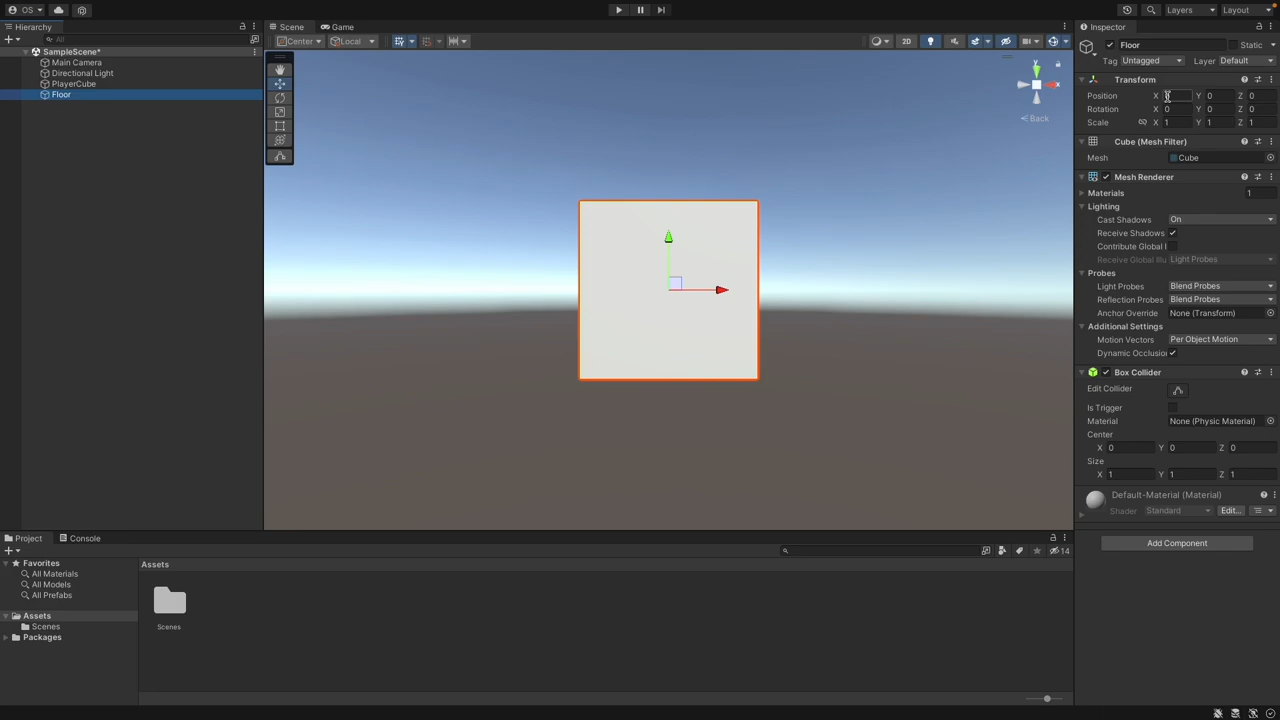 OS
Layers
Layout
Hierarchy
Scene
Game
Inspector
All
Center
Local
2D
SampleScene*
Main Camera
Directional Light
PlayerCube
Floor
y
x
Back
Floor
Static
Tag Untagged Layer Default
Transform
Position X Y 0 Z 0
Rotation X 0 Y 0 Z 0
Scale X 1 Y 1 Z 1
Cube (Mesh Filter)
Mesh Cube
Mesh Renderer
Materials 1
Lighting
Cast Shadows On
Receive Shadows
Contribute Global I
Receive Global Illu Light Probes
Probes
Light Probes Blend Probes
Reflection Probes Blend Probes
Anchor Override None (Transform)
Additional Settings
Motion Vectors Per Object Motion
Dynamic Occlusion
Box Collider
Edit Collider
Is Trigger
Material None (Physic Material)
Center
X 0 Y 0 Z 0
Size
X 1 Y 1 Z 1
Default-Material (Material)
Shader Standard Edit...
Add Component
Project
Console
14
Favorites
All Materials
All Models
All Prefabs
Assets
Scenes
Packages
Assets
Scenes